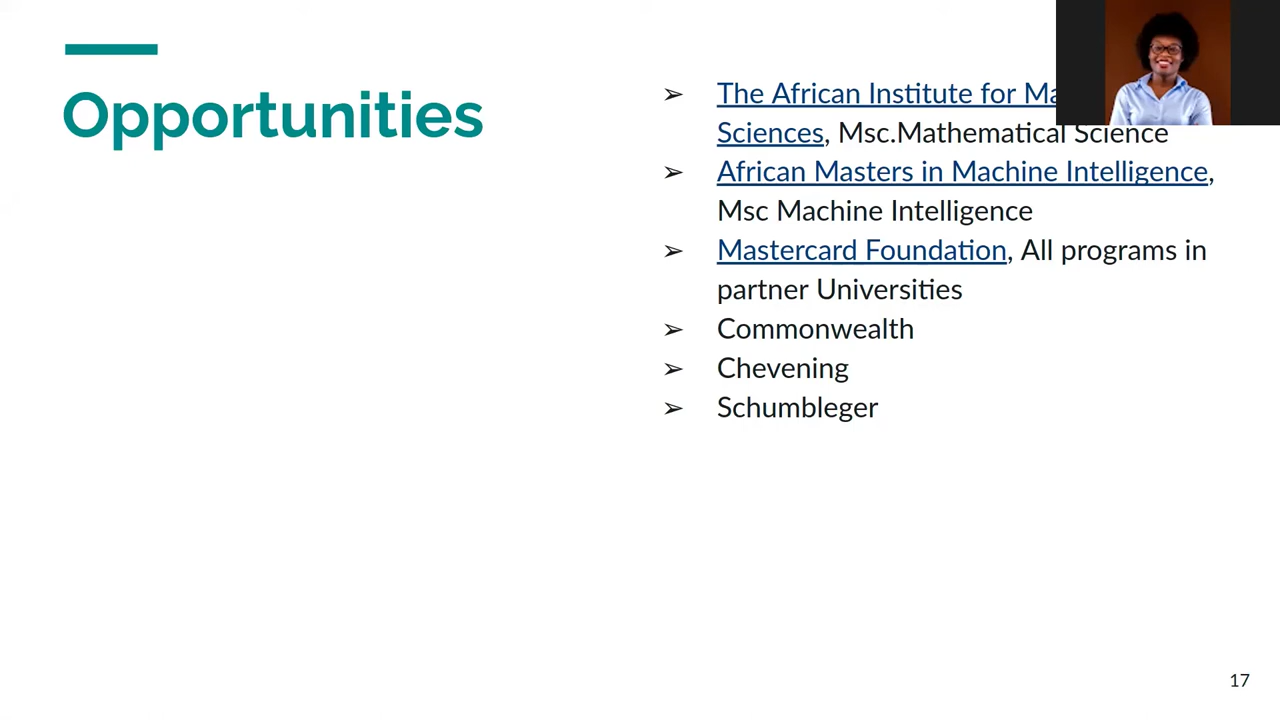 Opportunities
➢ The African Institute for
Sciences, Msc.Mathematical Science
➢ African Masters in Machine Intelligence,
Msc Machine Intelligence
➢ Mastercard Foundation, All programs in
partner Universities
➢ Commonwealth
➢ Chevening
➢ Schumbleger
17